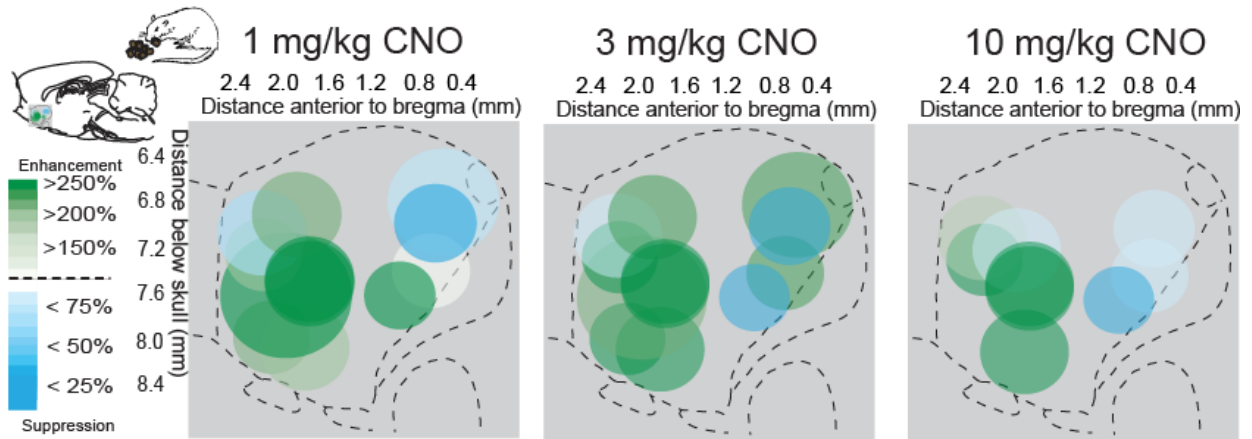 1 mg/kg CNO
3 mg/kg CNO
10 mg/kg CNO
2.4 2.0 1.6 1.2 0.8 0.4
2.4 2.0 1.6 1.2 0.8 0.4
2.4 2.0 1.6 1.2 0.8 0.4
Distance anterior to bregma (mm)
Distance anterior to bregma (mm)
Distance anterior to bregma (mm)
Distance below skull (mm)
6.4
6.8
7.2
7.6
8.0
8.4
Enhancement
>250%
>200%
>150%
< 75%
< 50%
< 25%
Suppression